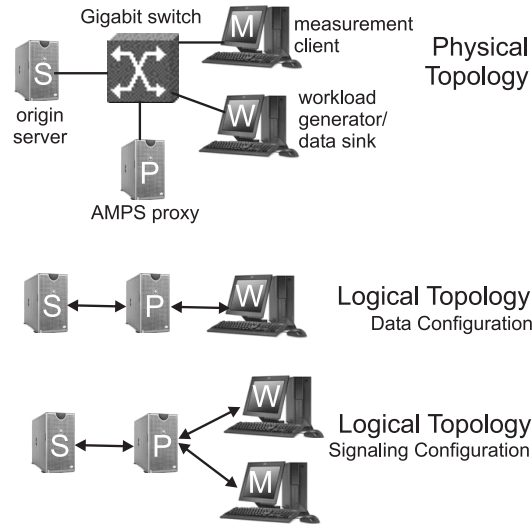 Gigabit switch
M
measurement
client
Physical
Topology
S
origin
server
W
workload
generator/
data sink
P
AMPS proxy
S
P
W
Logical Topology
Data Configuration
W
S
P
Logical Topology
Signaling Configuration
M